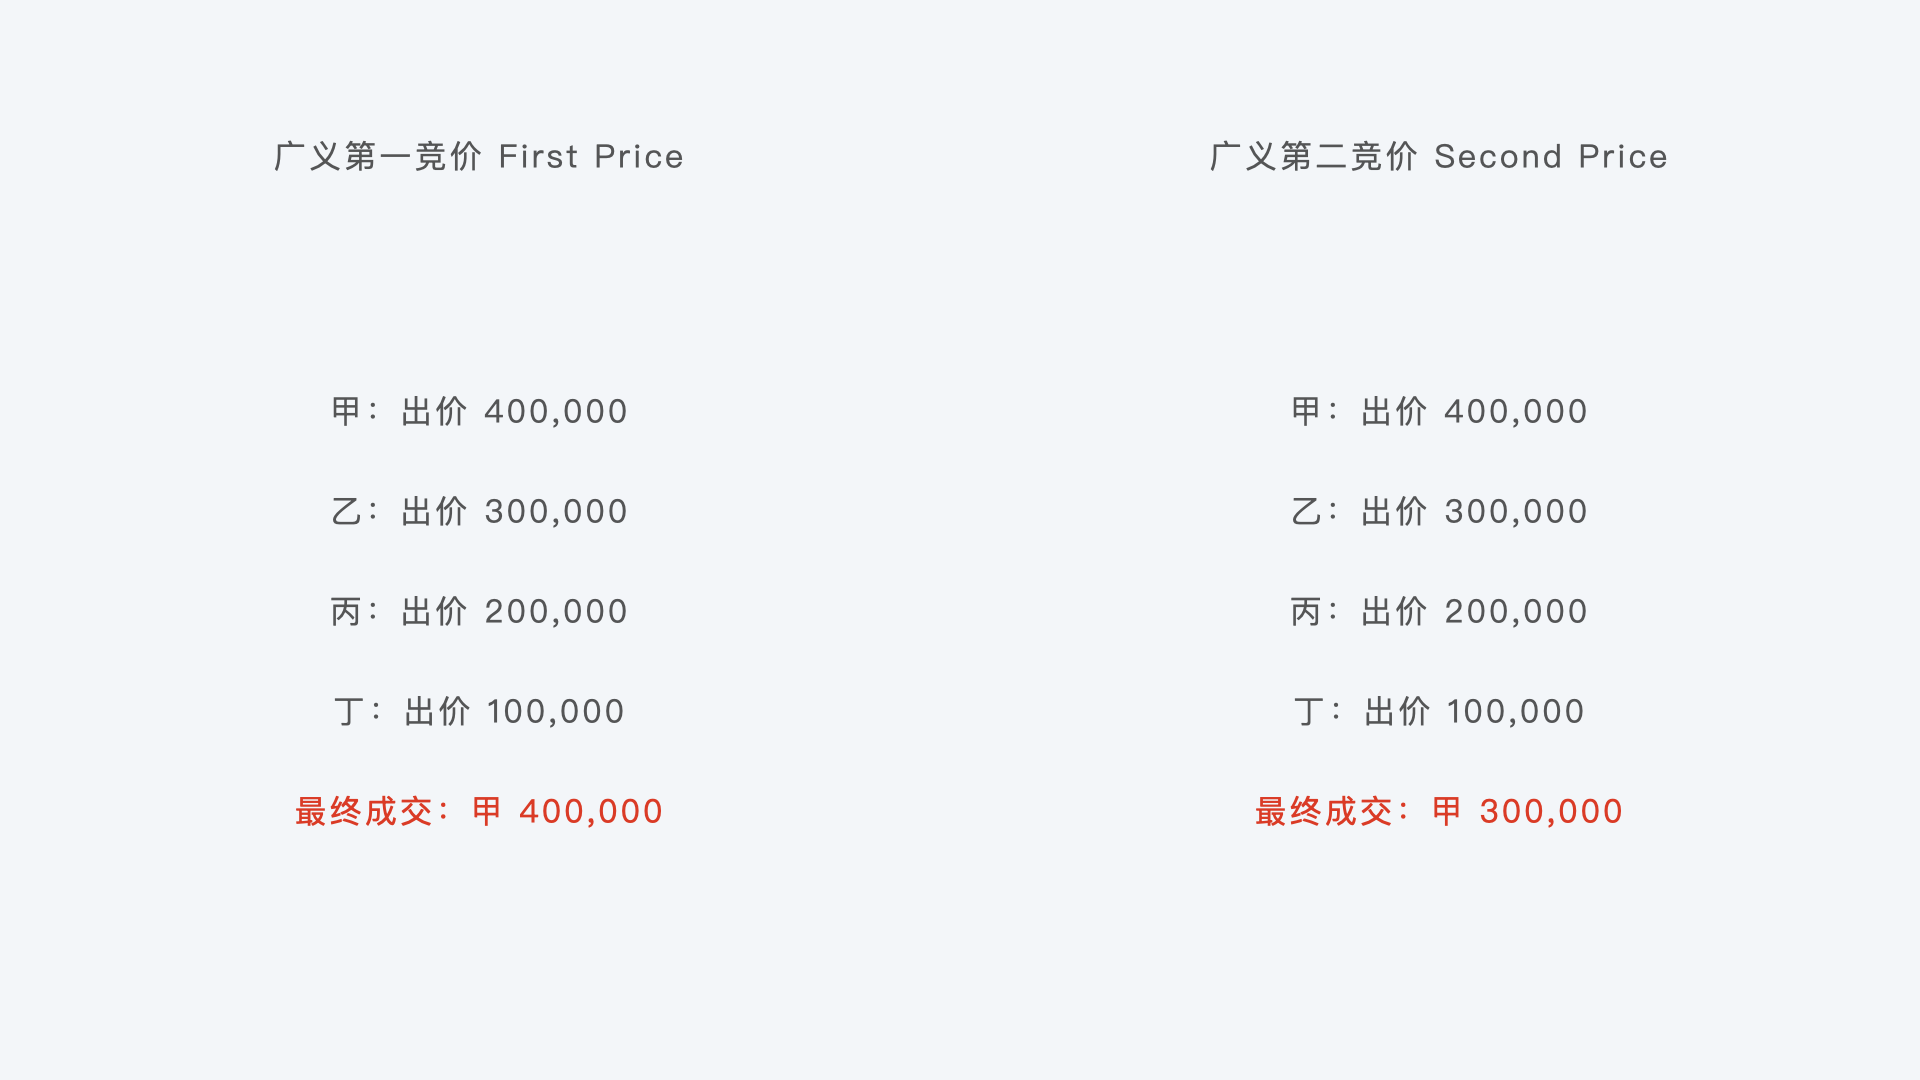 广义第一竞价 First Price
甲：出价 400,000
乙：出价 300,000
丙：出价 200,000
丁：出价 100,000
最终成交：甲 400,000
广义第二竞价 Second Price
甲：出价 400,000
乙：出价 300,000
丙：出价 200,000
丁：出价 100,000
最终成交：甲 300,000